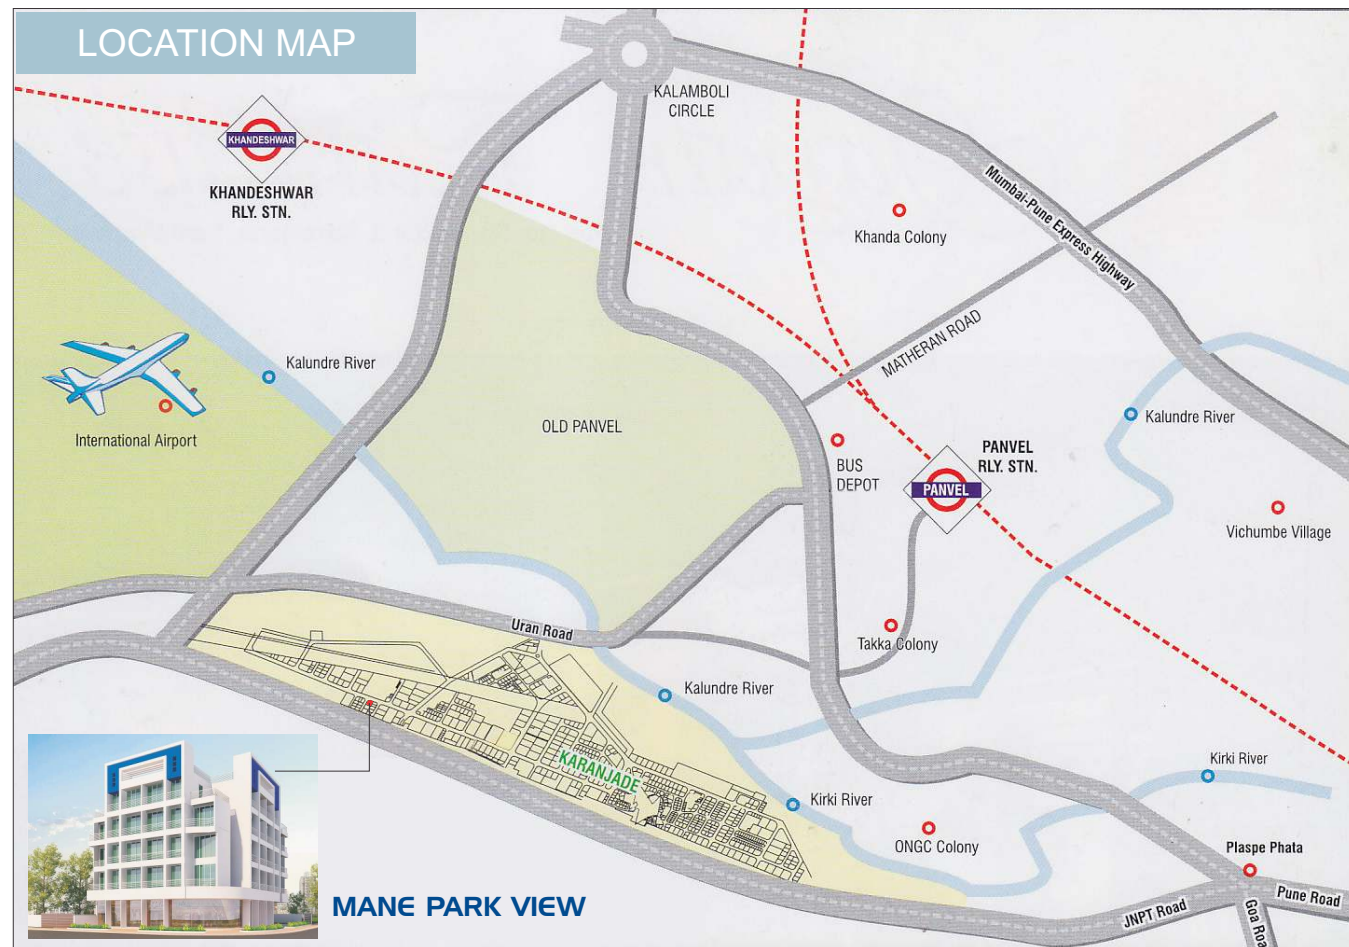 LOCATION MAP
KALAMBOLI
CIRCLE
KHANDESHWAR
KHANDESHWAR
RLY. STN.
Mumbai-Pune Express Highway
Khanda Colony
MATHERAN ROAD
Kalundre River
International Airport
OLD PANVEL
BUS
DEPOT
PANVEL
RLY. STN.
PANVEL
Kalundre River
Vichumbe Village
Uran Road
Takka Colony
Kalundre River
KARANJADE
Kirki River
Kirki River
ONGC Colony
Plaspe Phata
Pune Road
JNPT Road
Goa Roa
MANE PARK VIEW